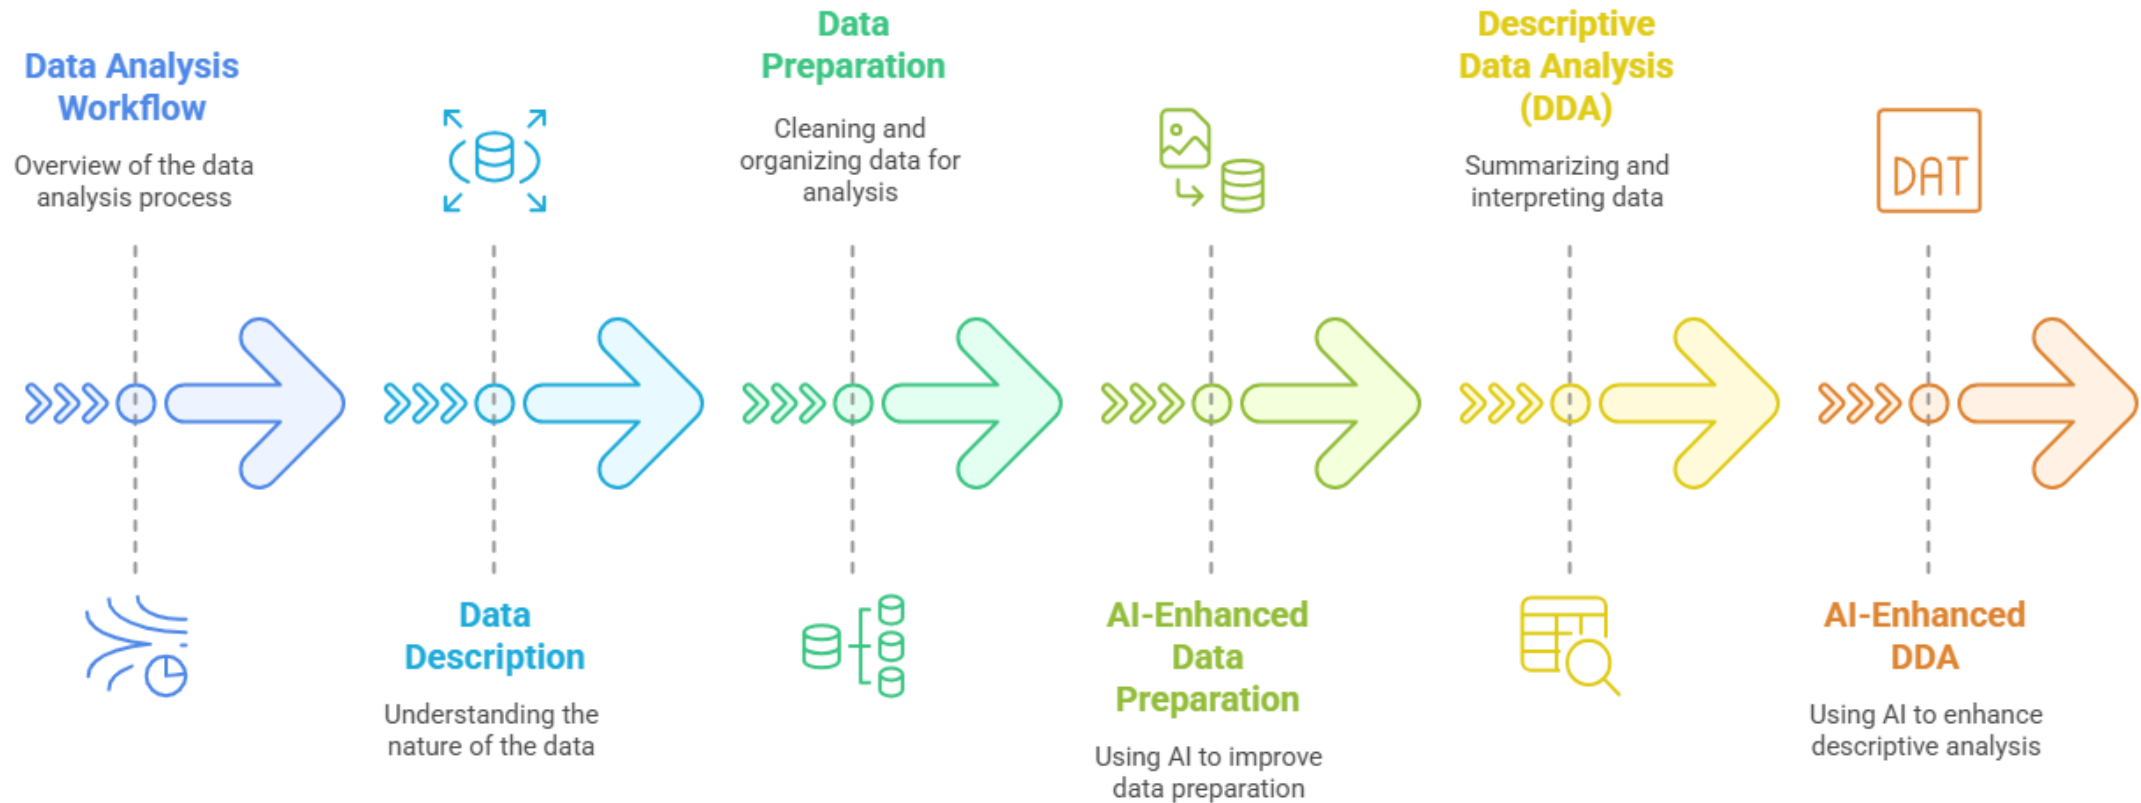 Data Analysis
Workflow
Overview of the data
analysis process
Data
Description
Understanding the
nature of the data
Data
Preparation
Cleaning and
organizing data for
analysis
AI-Enhanced
Data
Preparation
Using AI to improve
data preparation
Descriptive
Data Analysis
(DDA)
Summarizing and
interpreting data
DAT
AI-Enhanced
DDA
Using AI to enhance
descriptive analysis